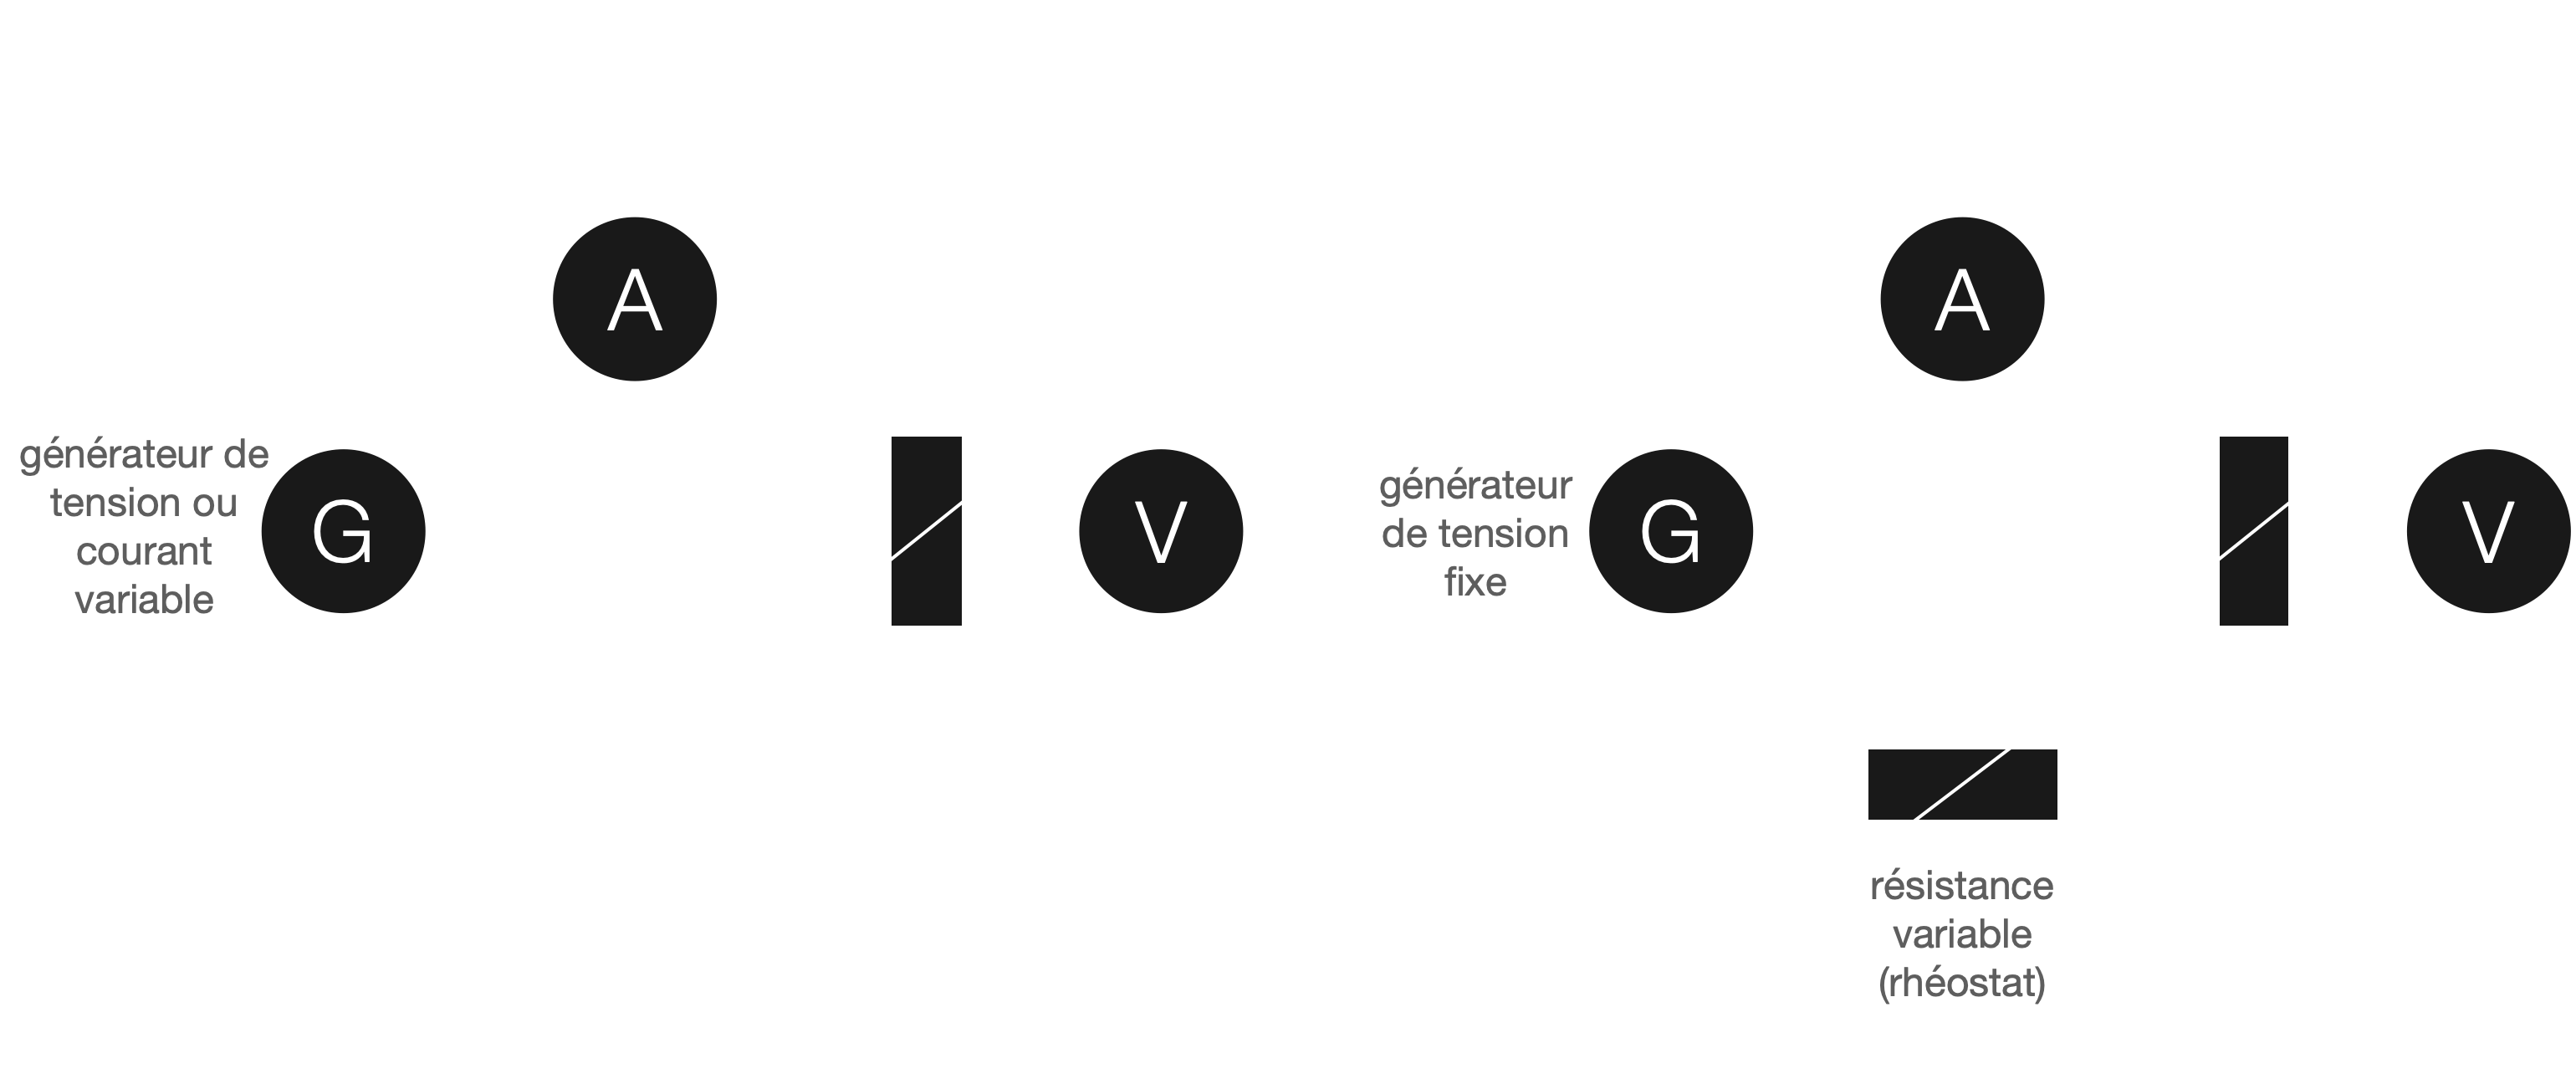 A
générateur de
tension ou
courant
variable
G
V
A
générateur
de tension
fixe
G
V
résistance
variable
(rhéostat)